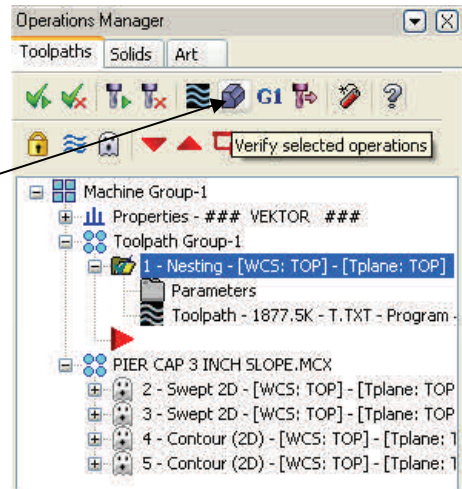 Operations Manager
Toolpaths Solids Art
G1
Verify selected operations
Machine Group-1
Properties - ### VEKTOR ###
Toolpath Group-1
1 - Nesting - [WCS: TOP] - [Tplane: TOP]
Parameters
Toolpath - 1877.5K - T.TXT - Program -
PIER CAP 3 INCH SLOPE.MCX
2 - Swept 2D - [WCS: TOP] - [Tplane: TOP
3 - Swept 2D - [WCS: TOP] - [Tplane: TOP
4 - Contour (2D) - [WCS: TOP] - [Tplane: T
5 - Contour (2D) - [WCS: TOP] - [Tplane: T